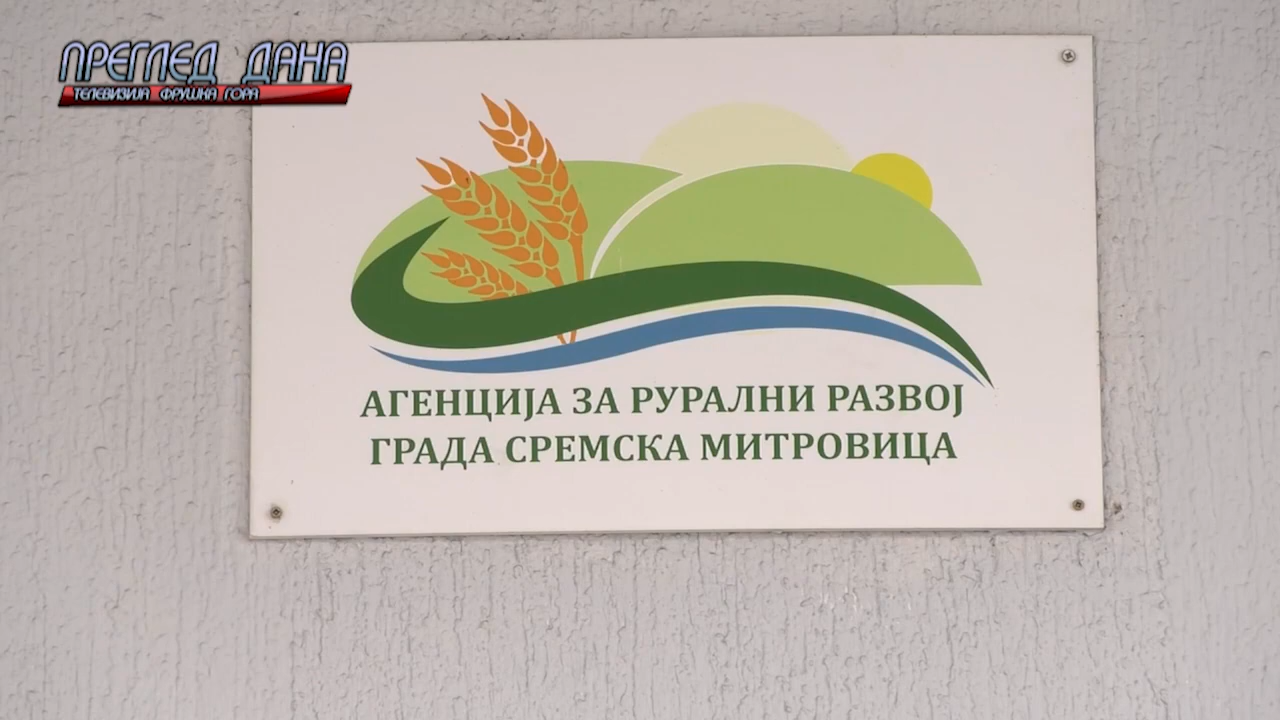 ПРЕГЛЕД ДАНА
ТЕЛЕВИЗИЈА ФРУШКА ГОРА
АГЕНЦИЈА ЗА РУРАЛНИ РАЗВОЈ
ГРАДА СРЕМСКА МИТРОВИЦА